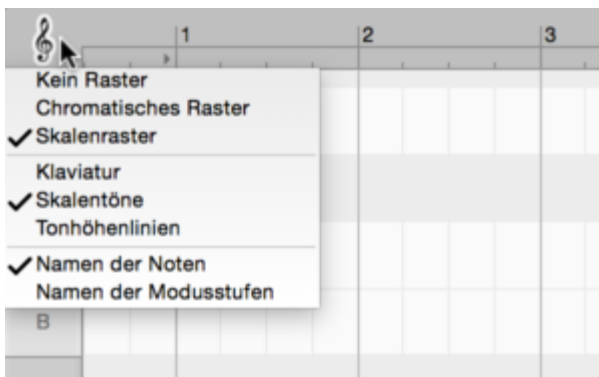 1 2 3
Kein Raster
Chromatisches Raster
Skalenraster
Klaviatur
Skalentöne
Tonhöhenlinien
Namen der Noten
Namen der Modusstufen
B